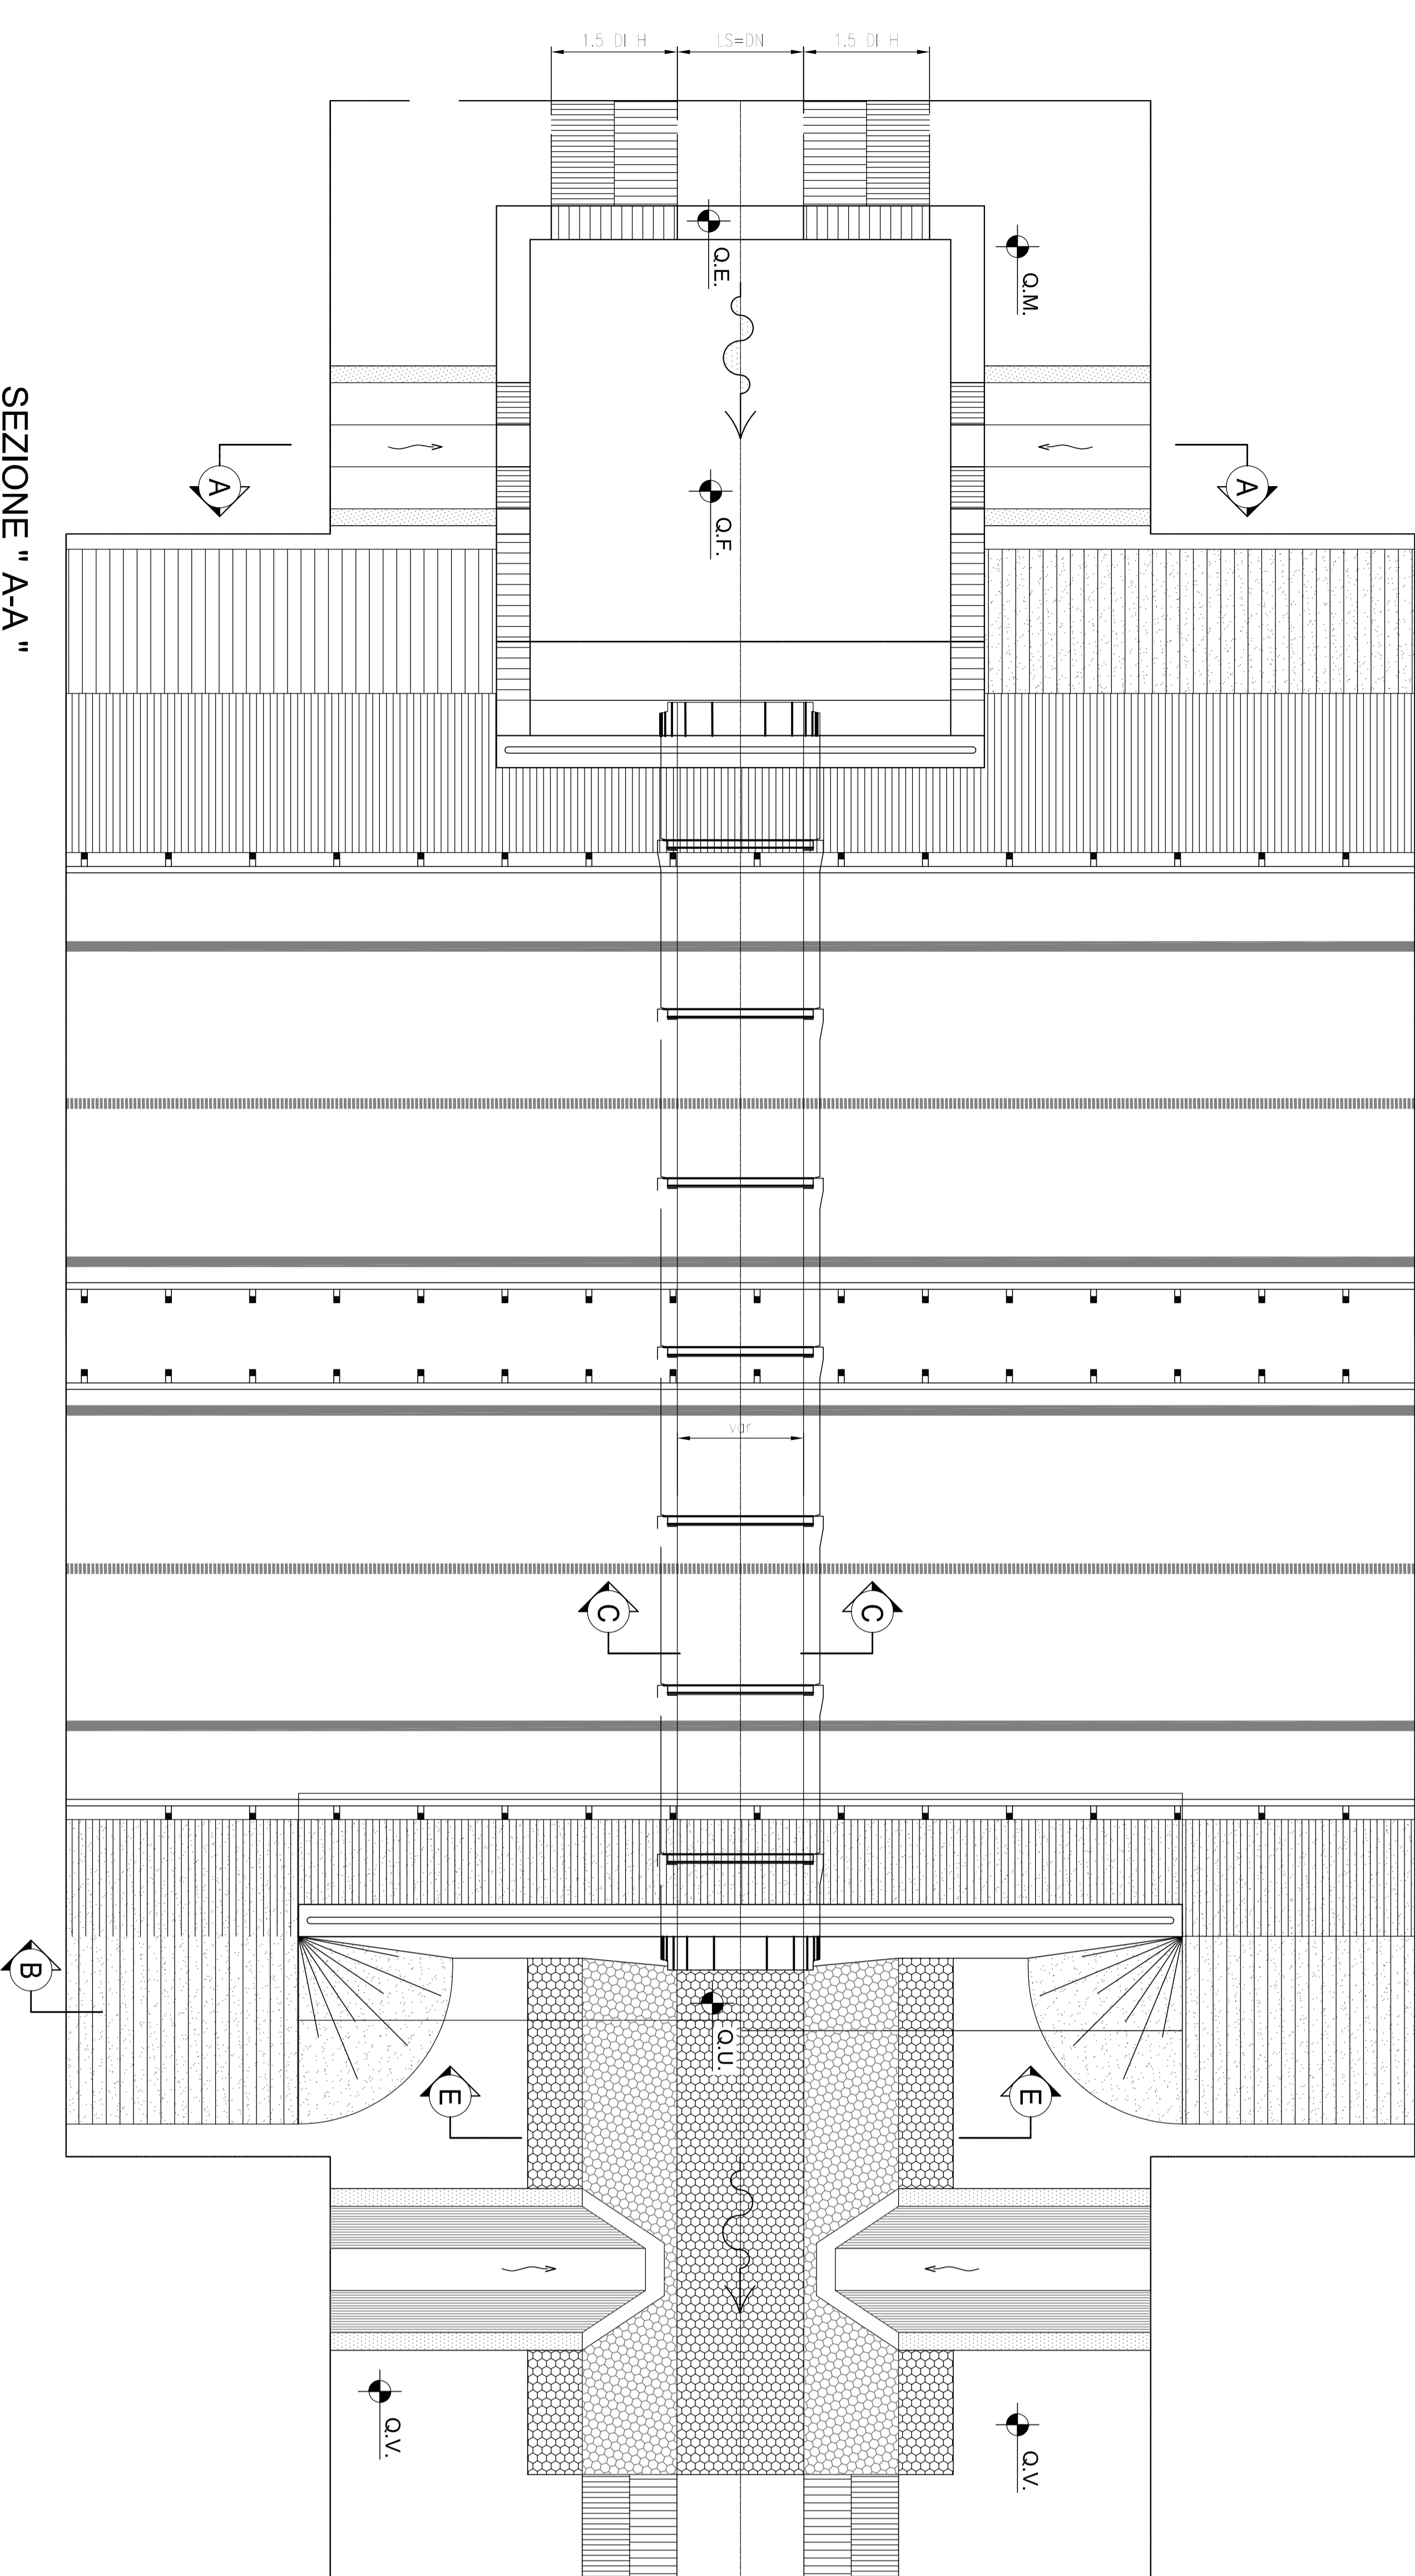 1.5 DI H
LS=DN
1.5 DI H
Q.E.
Q.M.
A
A
Q.F.
SEZIONE " A-A "
var
C
C
B
Q.U.
E
E
Q.V.
Q.V.